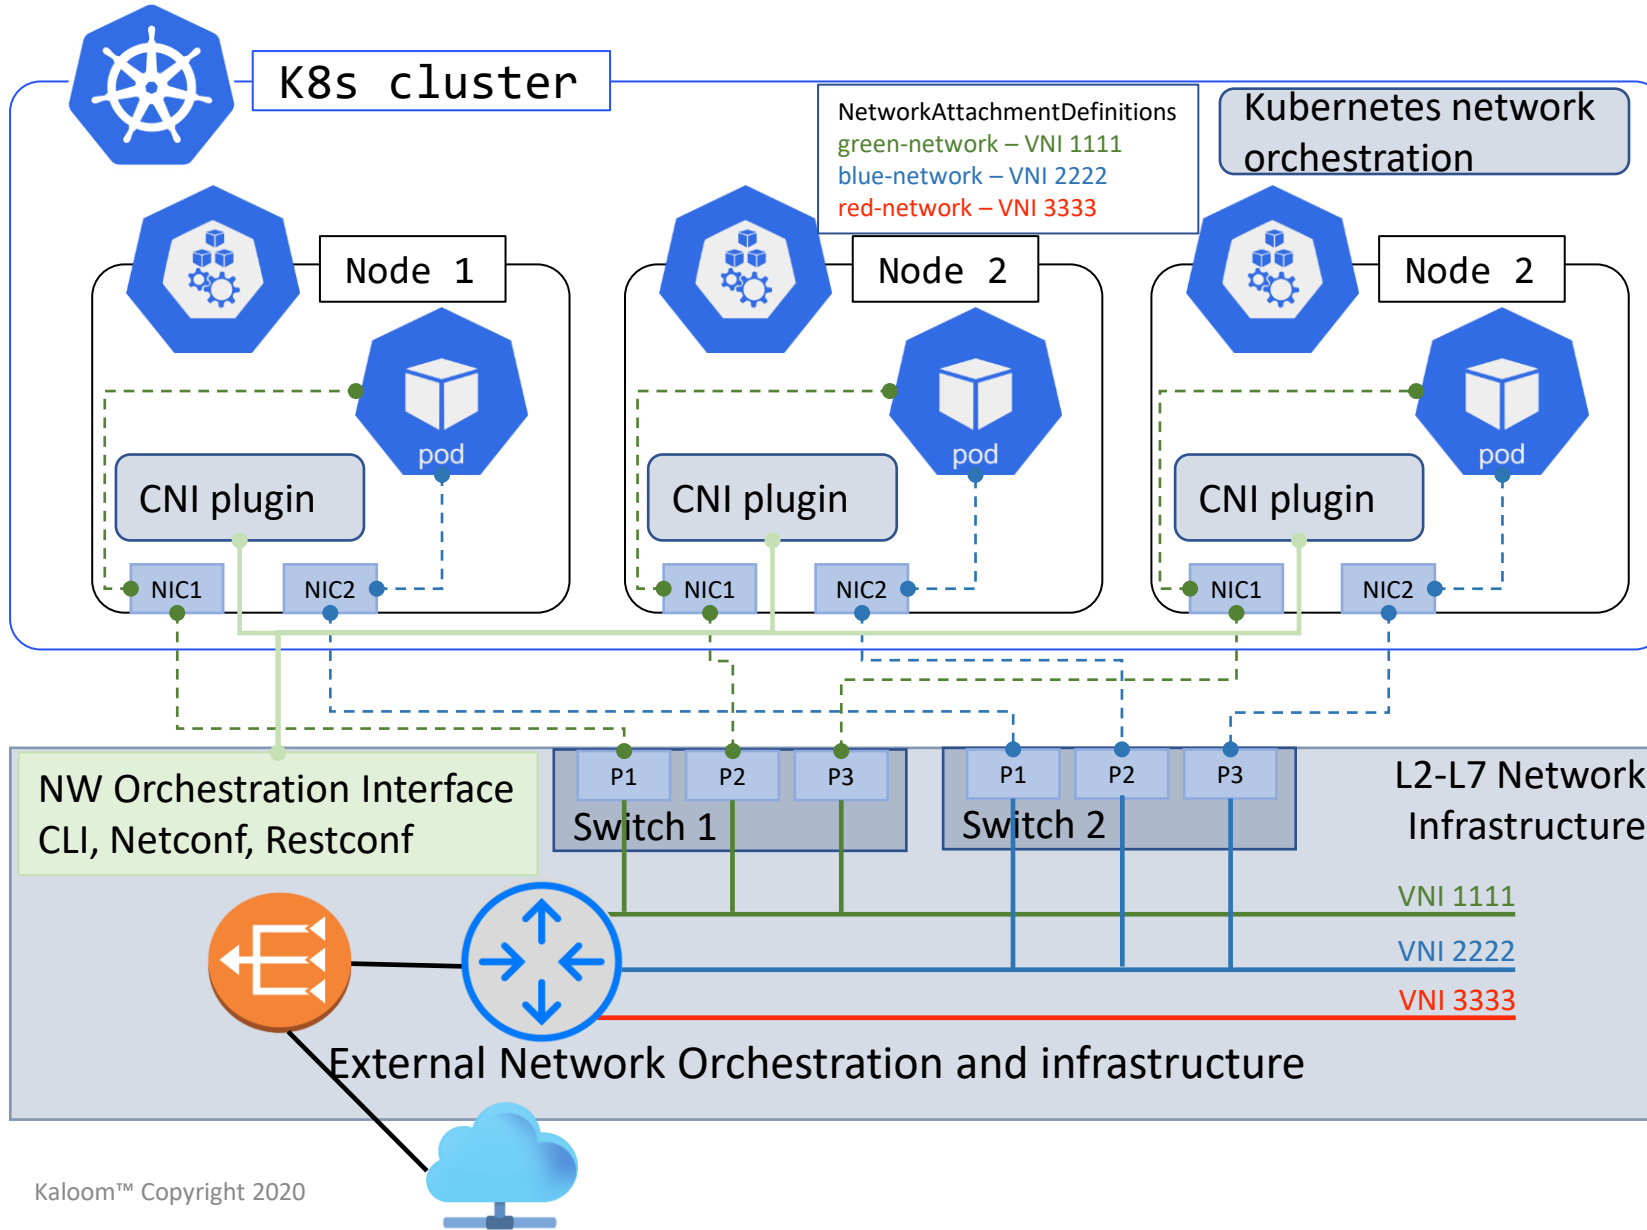 K8s cluster
NetworkAttachmentDefinitions
green-network – VNI 1111
blue-network – VNI 2222
red-network – VNI 3333
Kubernetes network
orchestration
Node 1
Node 2
Node 2
pod
pod
pod
CNI plugin
CNI plugin
CNI plugin
NIC1
NIC2
NIC1
NIC2
NIC1
NIC2
NW Orchestration Interface
CLI, Netconf, Restconf
P1
P2
P3
Switch 1
P1
P2
P3
Switch 2
L2-L7 Network
Infrastructure
VNI 1111
VNI 2222
VNI 3333
External Network Orchestration and infrastructure
Kaloom™ Copyright 2020